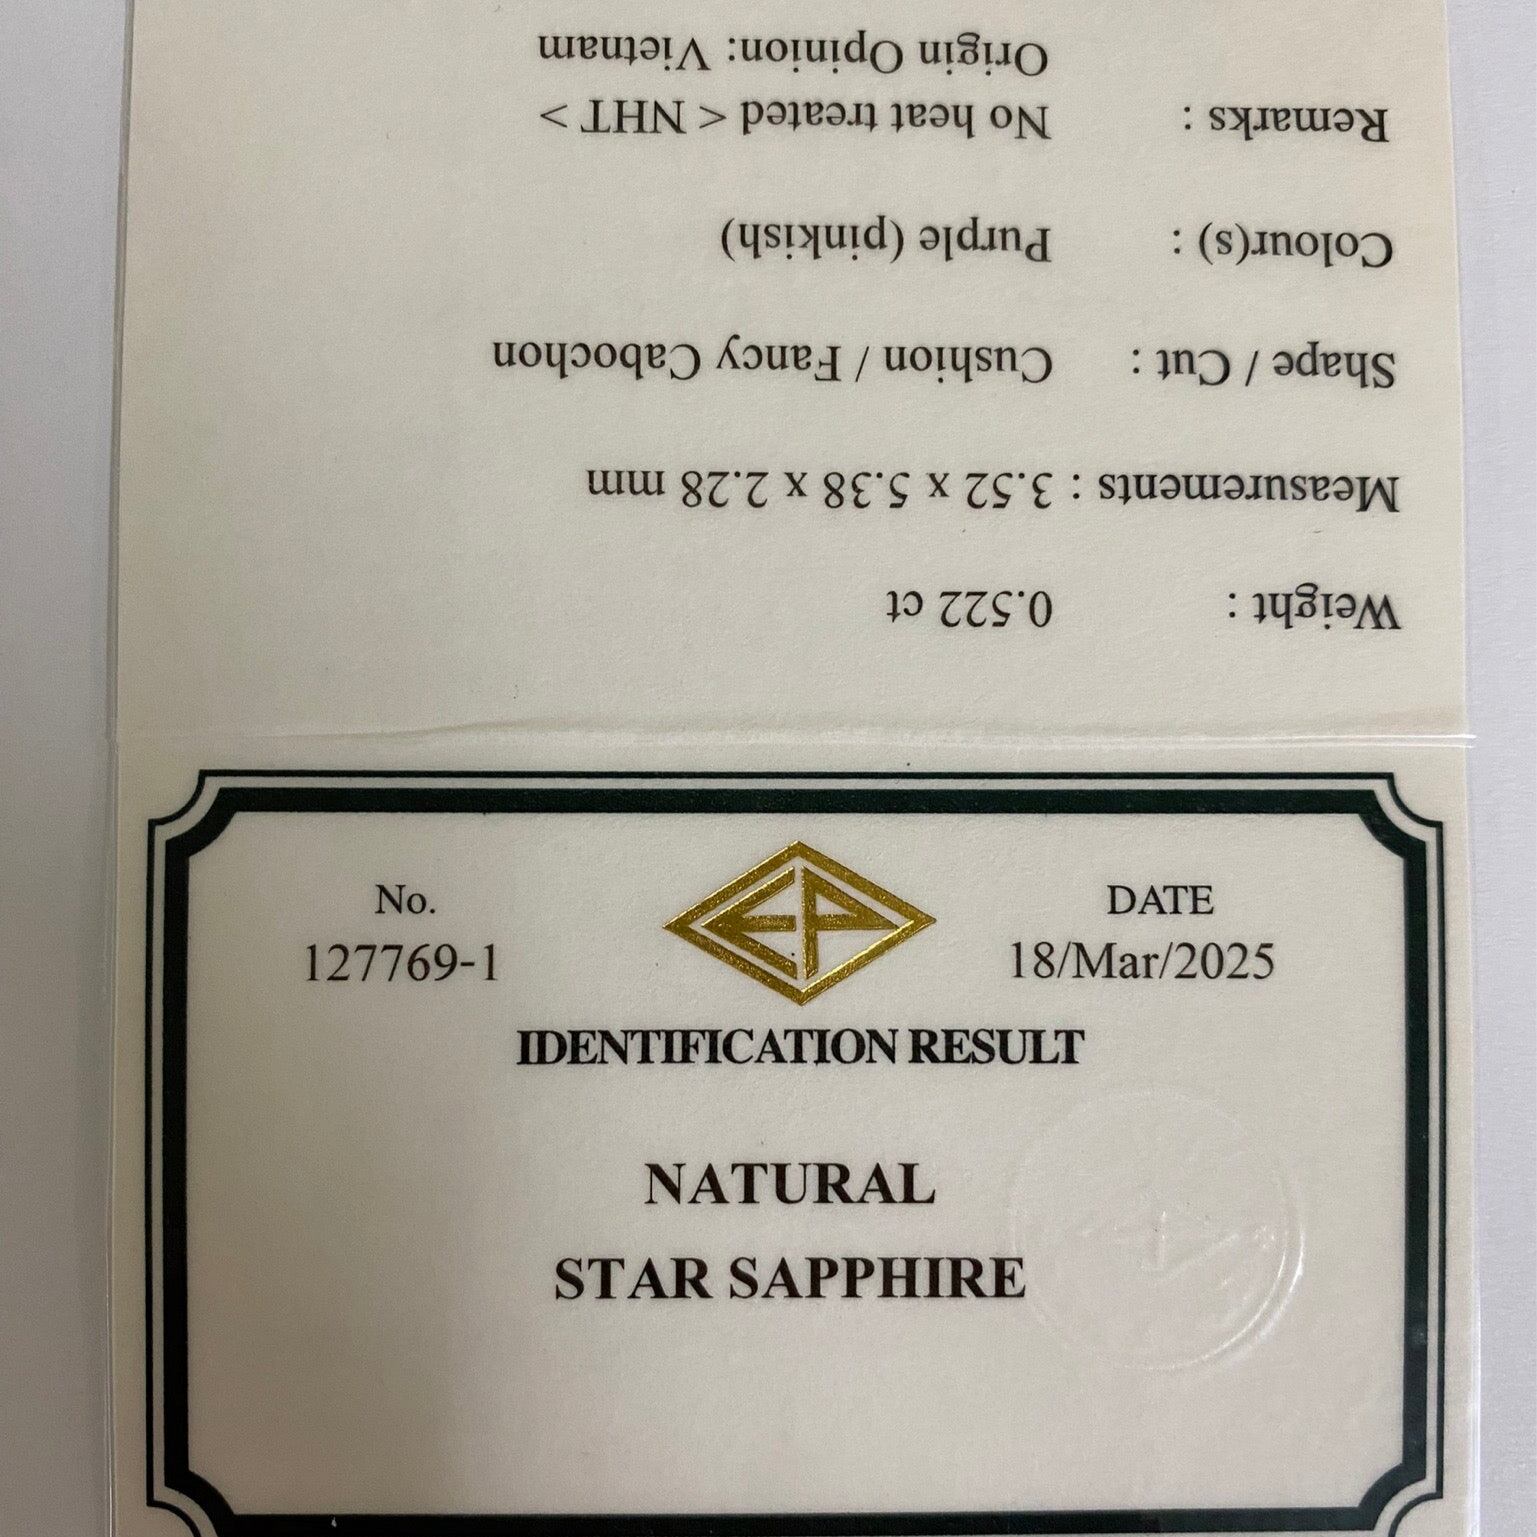 Weight : 0.522 ct
Measurements : 3.52 x 5.38 x 2.28 mm
Shape / Cut : Cushion / Fancy Cabochon
Colour(s) : Purple (pinkish)
Remarks : No heat treated < NHT >
Origin Opinion: Vietnam
EP
No. DATE
127769-1 18/Mar/2025
IDENTIFICATION RESULT
NATURAL
STAR SAPPHIRE